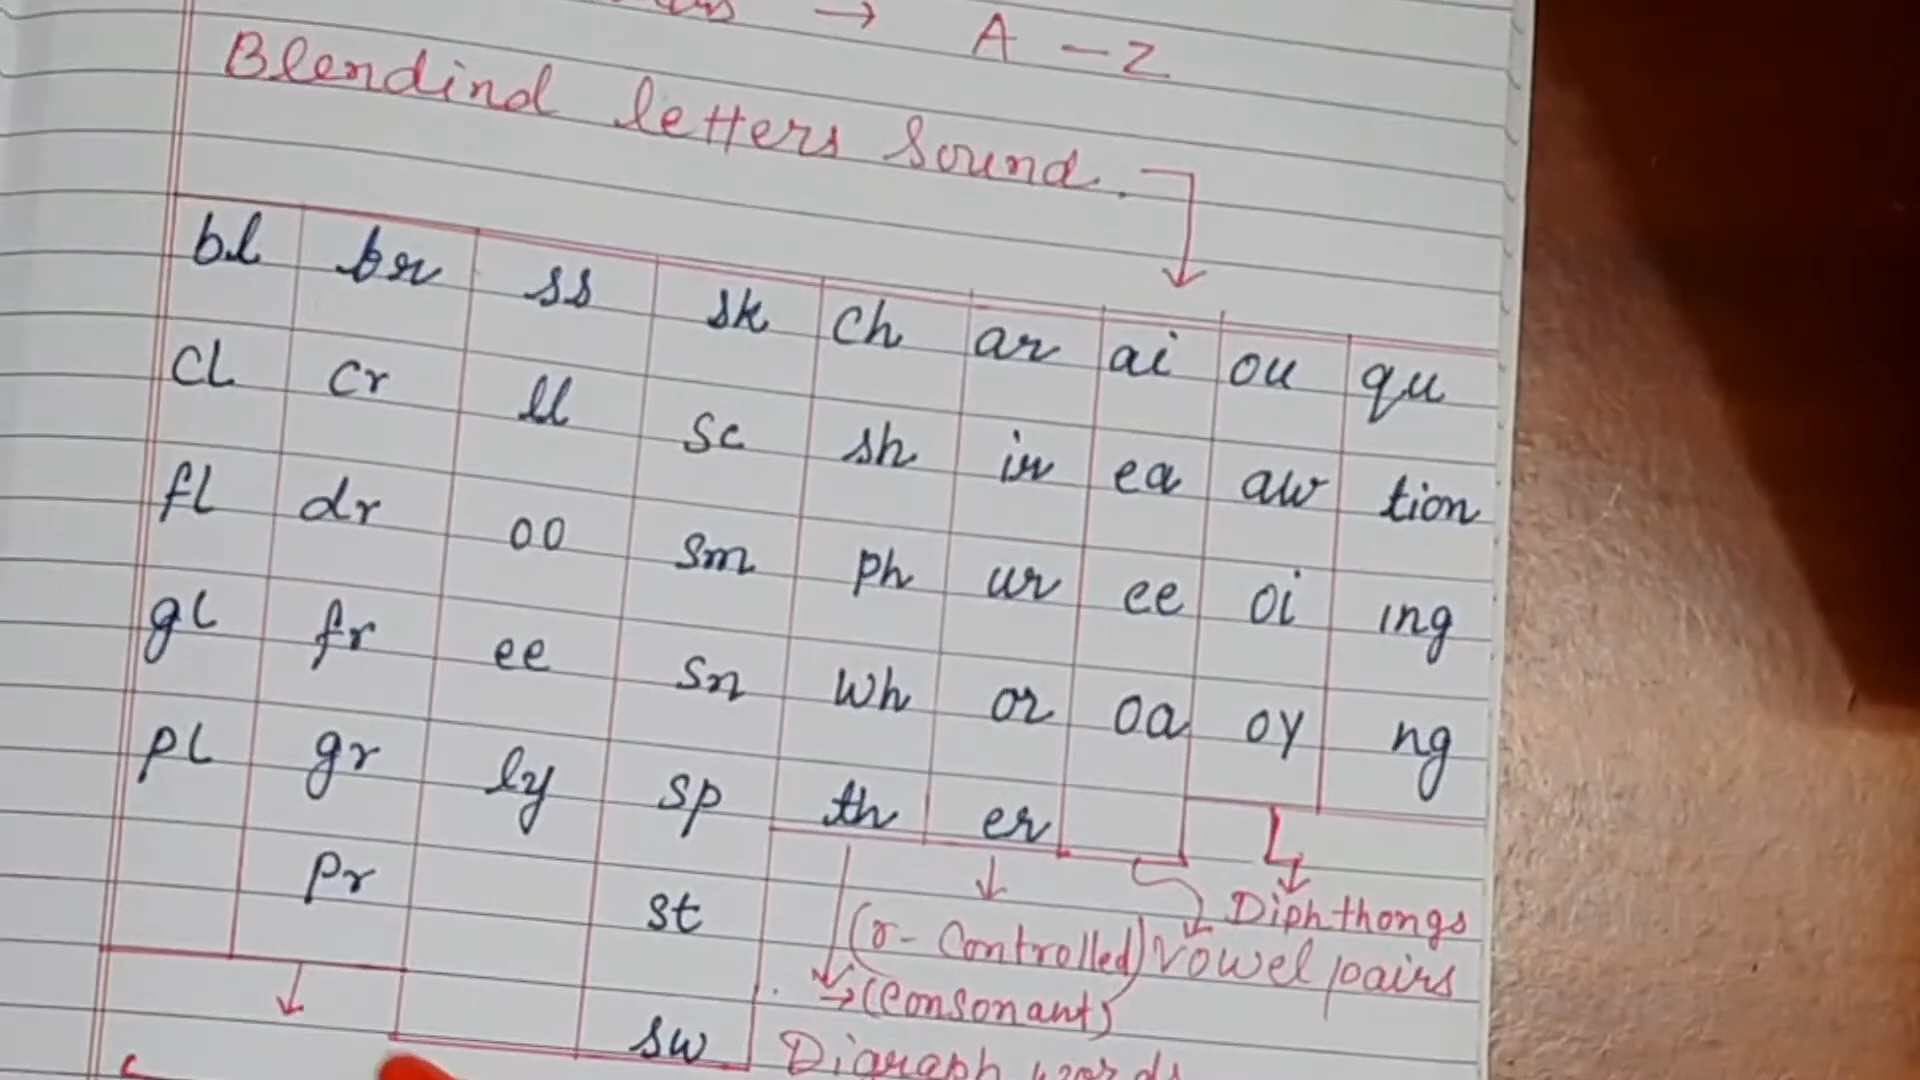 → A - Z
Blendind letters Sound.
bl br ss sk ch ar ai ou qu
cl cr ll sc sh ir ea aw tion
fl dr oo sm ph ur ee oi ing
gl fr ee sn wh or oa oy ng
pl gr ly sp th er
pr st
sw
Diphthongs
(r- Controlled) Vowel pairs
→ (Consonant)
Digraph words